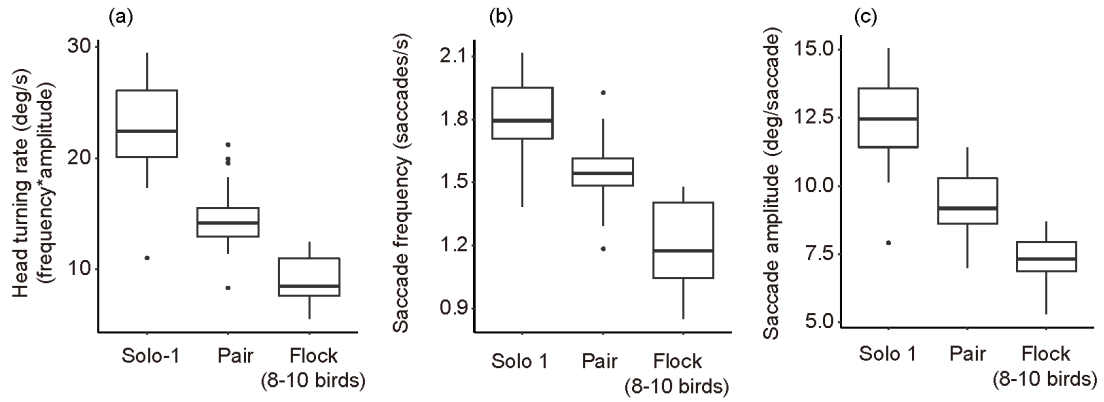 (a)
Head turning rate (deg/s)
(frequency*amplitude)
30
20
10
Solo-1 Pair Flock
(8-10 birds)
(b)
Saccade frequency (saccades/s)
2.1
1.8
1.5
1.2
0.9
Solo 1 Pair Flock
(8-10 birds)
(c)
Saccade amplitude (deg/saccade)
15.0
12.5
10.0
7.5
5.0
Solo 1 Pair Flock
(8-10 birds)